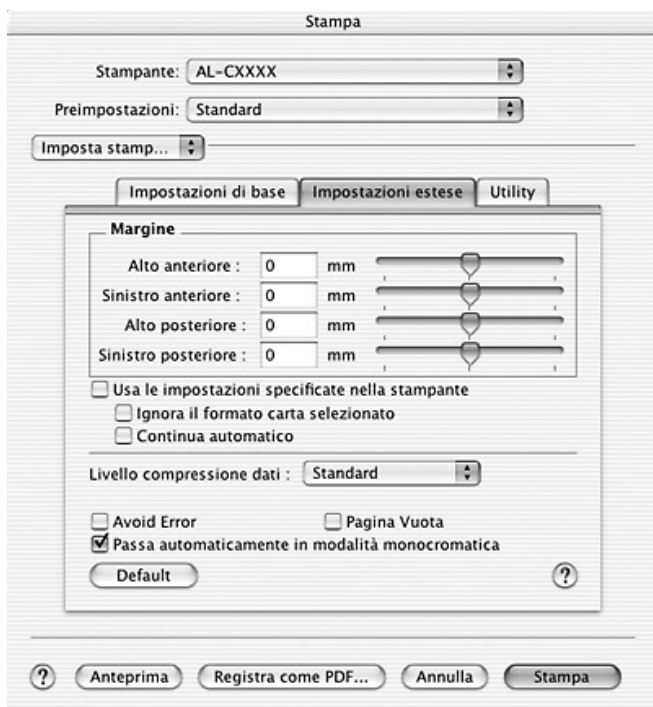 Stampa
Stampante: AL-CXXXX
Preimpostazioni: Standard
Imposta stamp...
Impostazioni di base Impostazioni estese Utility
Margine
Alto anteriore : 0 mm
Sinistro anteriore : 0 mm
Alto posteriore : 0 mm
Sinistro posteriore : 0 mm
Usa le impostazioni specificate nella stampante
Ignora il formato carta selezionato
Continua automatico
Livello compressione dati : Standard
Avoid Error Pagina Vuota
Passa automaticamente in modalità monocromatica
Default ?
? Anteprima Registra come PDF... Annulla Stampa